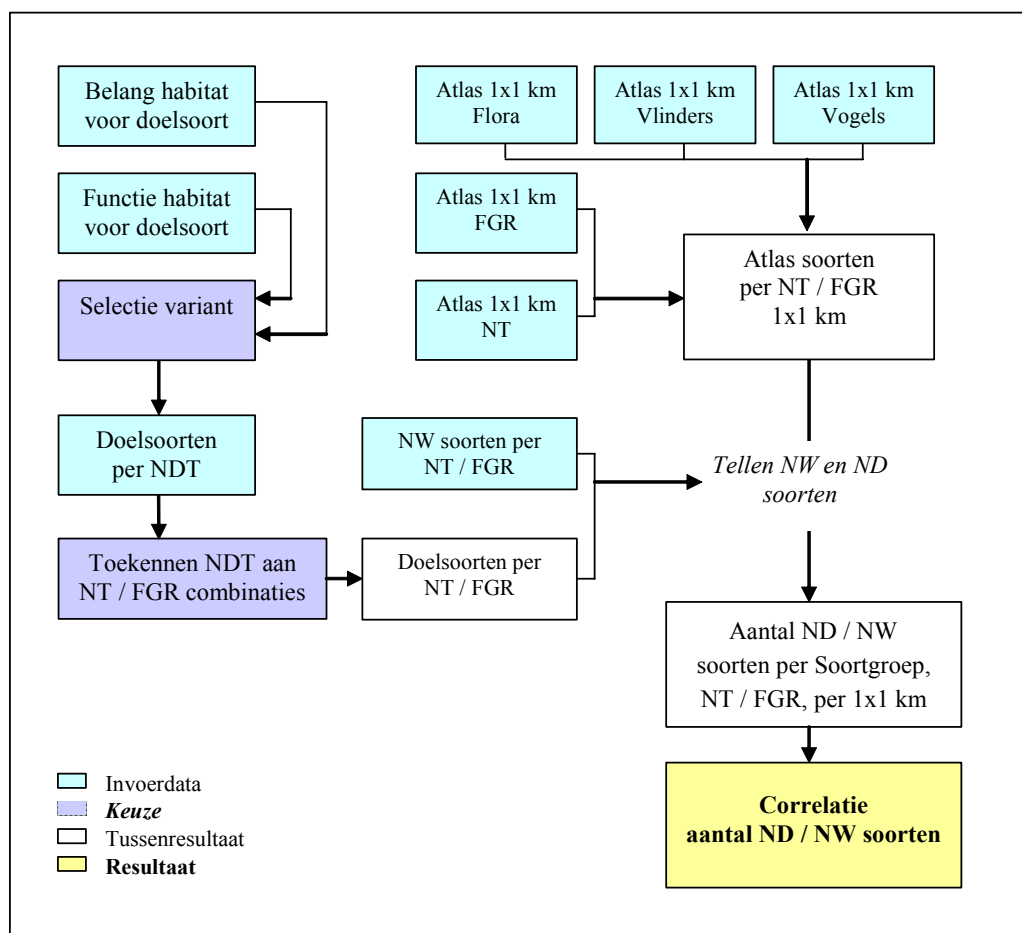 Belang habitat
voor doelsoort
Functie habitat
voor doelsoort
Selectie variant
Doelsoorten
per NDT
Toekennen NDT aan
NT / FGR combinaties
Atlas 1x1 km
Flora
Atlas 1x1 km
Vlinders
Atlas 1x1 km
Vogels
Atlas 1x1 km
FGR
Atlas 1x1 km
NT
Atlas soorten
per NT / FGR
1x1 km
NW soorten per
NT / FGR
Doelsoorten per
NT / FGR
Tellen NW en ND
soorten
Aantal ND / NW
soorten per Soortgroep,
NT / FGR, per 1x1 km
Correlatie
aantal ND / NW soorten
Invoerdata
Keuze
Tussenresultaat
Resultaat